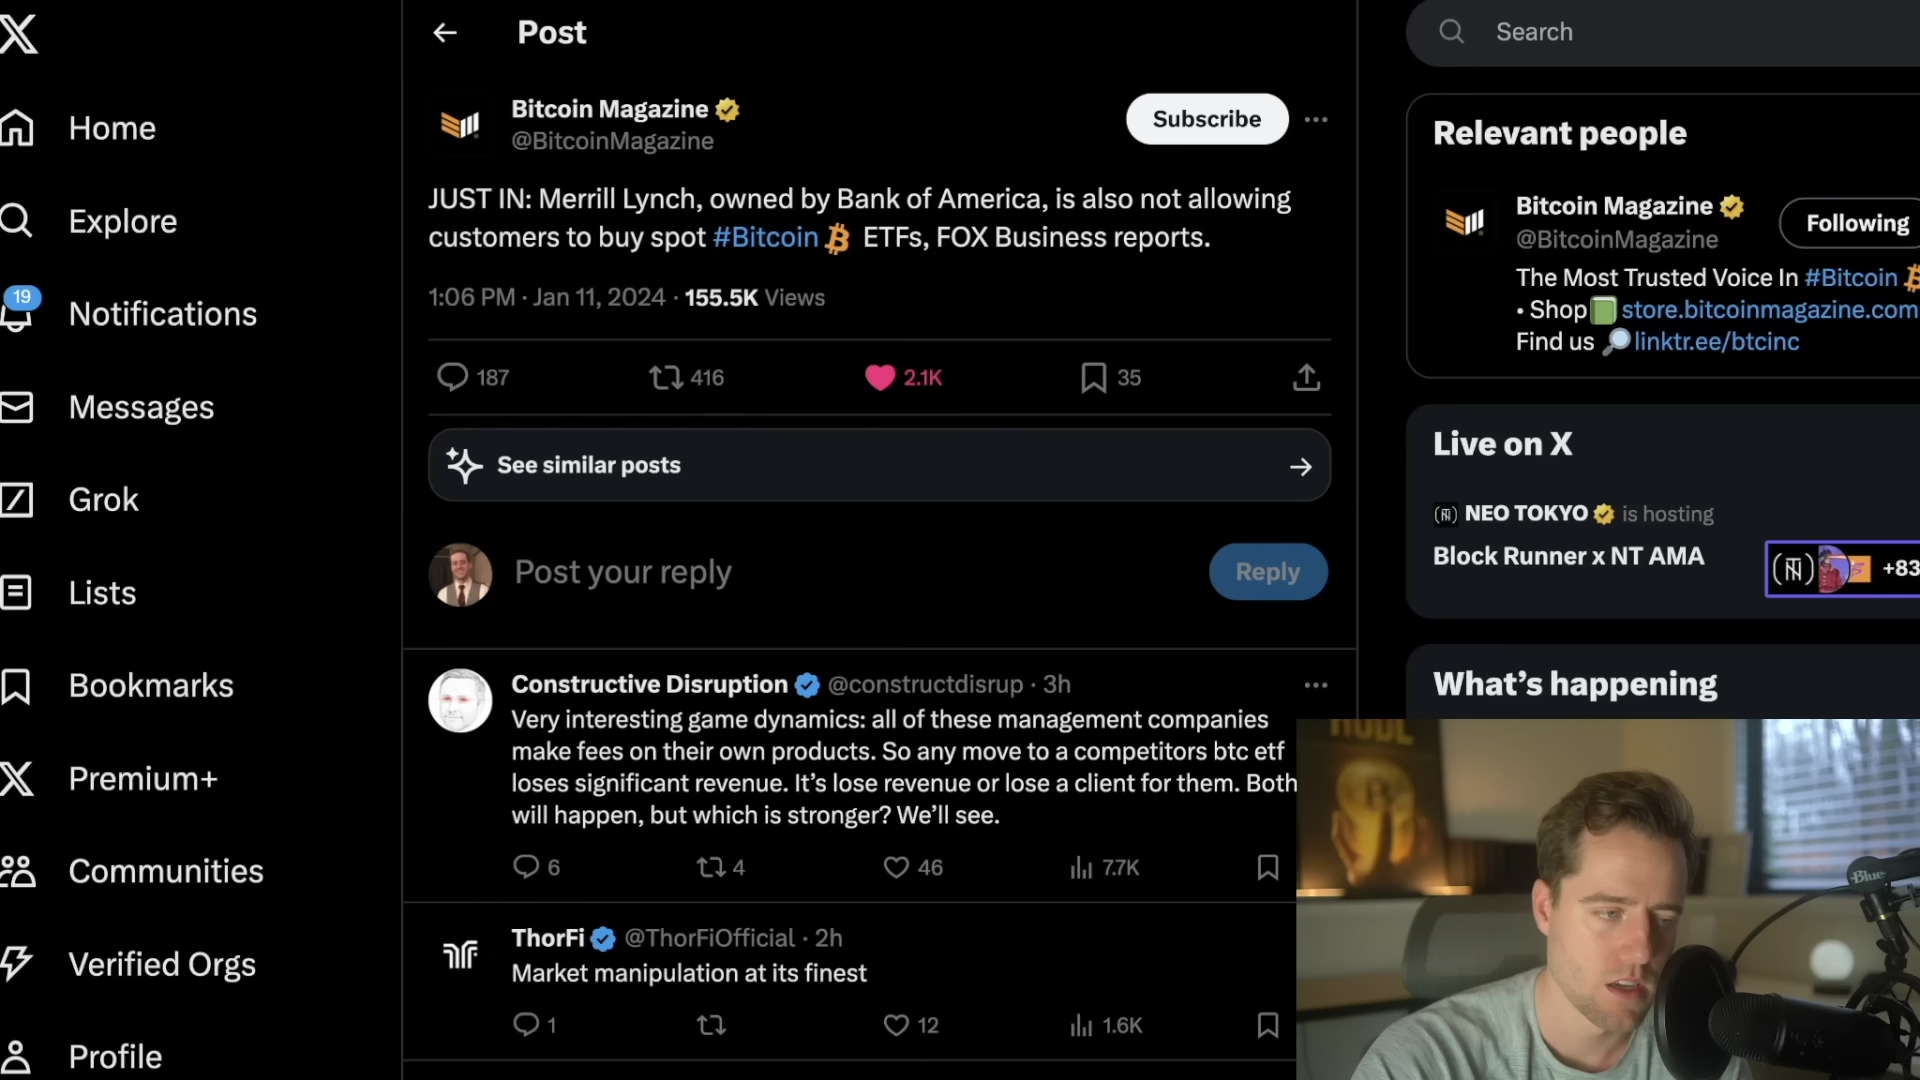 Post
Search
Home
Explore
19
Notifications
Messages
Grok
Lists
Bookmarks
Premium+
Communities
Verified Orgs
Profile
Bitcoin Magazine
@BitcoinMagazine
Subscribe
JUST IN: Merrill Lynch, owned by Bank of America, is also not allowing
customers to buy spot #Bitcoin ETFs, FOX Business reports.
1:06 PM · Jan 11, 2024 · 155.5K Views
187 416 2.1K 35
See similar posts
Post your reply
Reply
Constructive Disruption @constructdisrup · 3h
Very interesting game dynamics: all of these management companies
make fees on their own products. So any move to a competitors btc etf
loses significant revenue. It’s lose revenue or lose a client for them. Both
will happen, but which is stronger? We’ll see.
6 4 46 7.7K
ThorFi @ThorFiOfficial · 2h
Market manipulation at its finest
1 12 1.6K
Relevant people
Bitcoin Magazine
@BitcoinMagazine
Following
The Most Trusted Voice In #Bitcoin
• Shop store.bitcoinmagazine.com
Find us linktr.ee/btcinc
Live on X
NEO TOKYO is hosting
Block Runner x NT AMA
+83
What’s happening
Blue